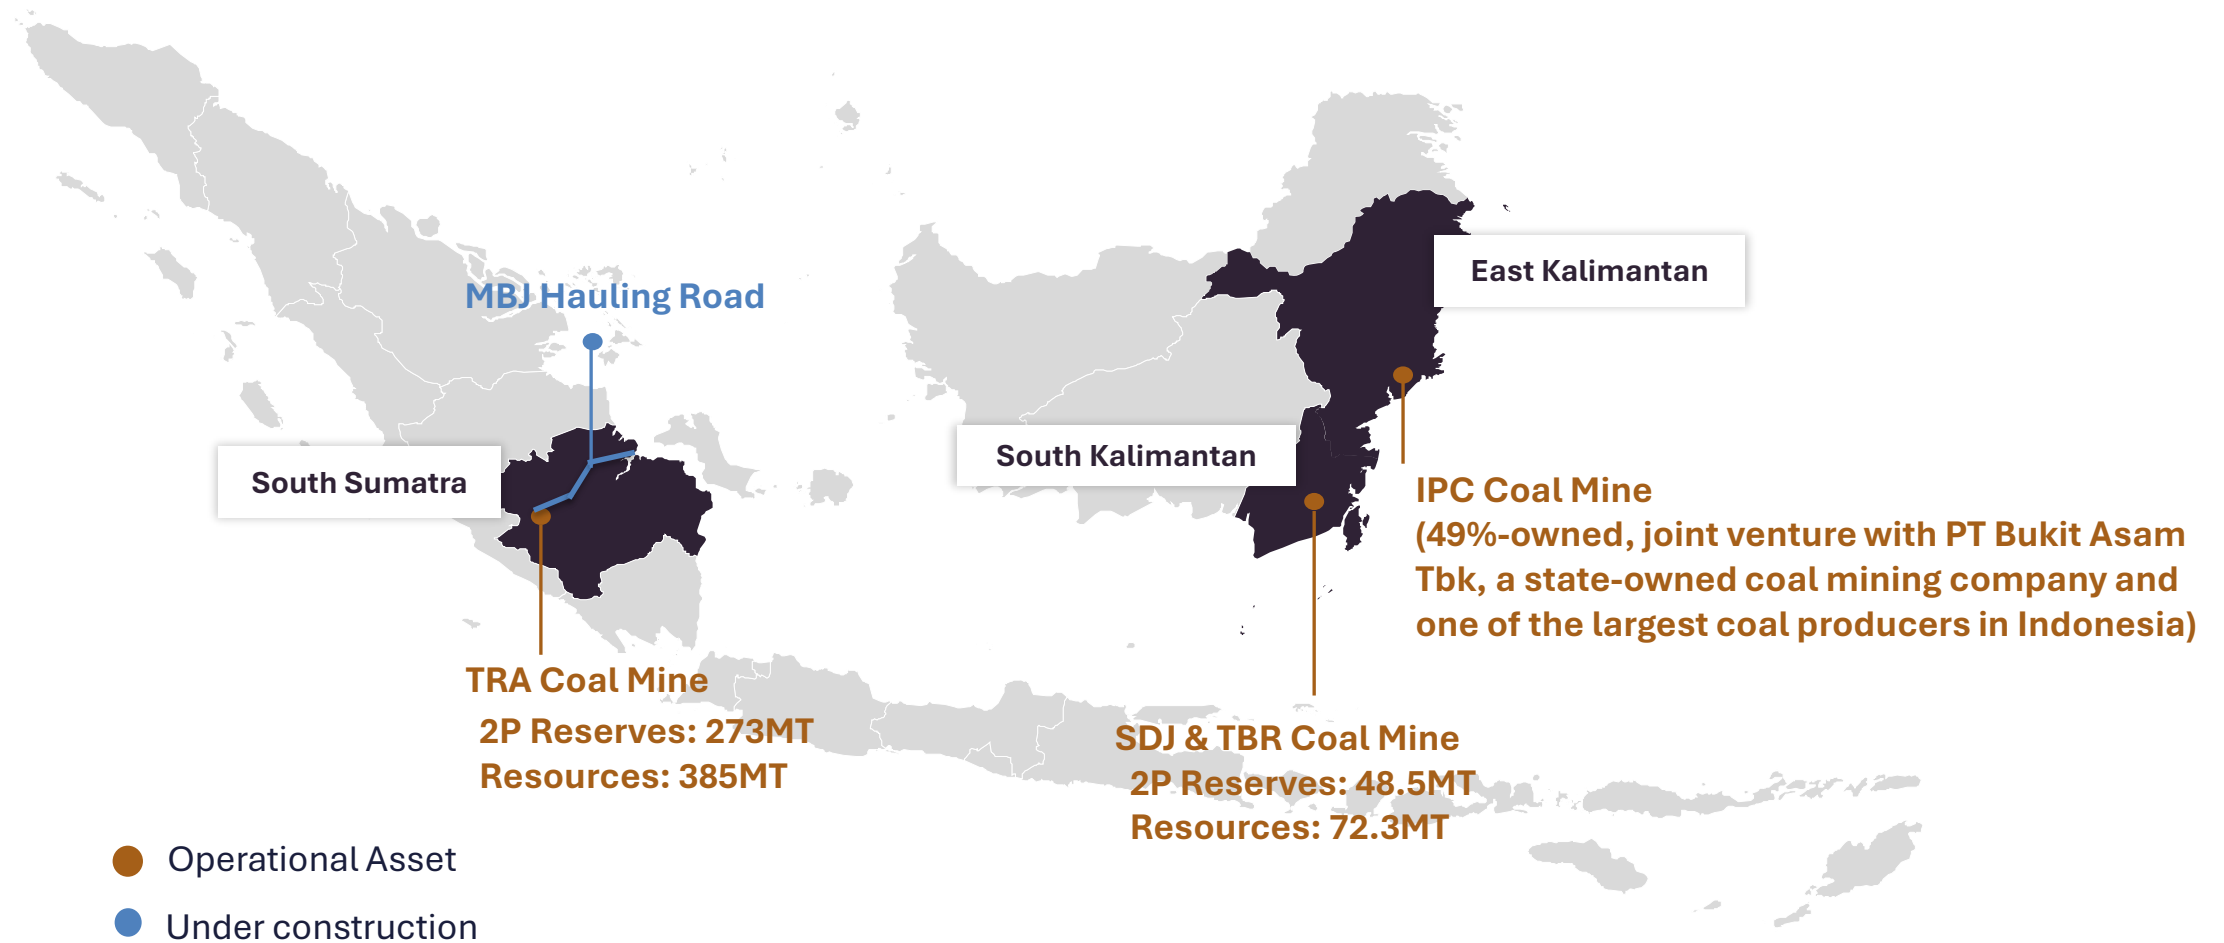 MBJ Hauling Road
East Kalimantan
South Sumatra
South Kalimantan
IPC Coal Mine
(49%-owned, joint venture with PT Bukit Asam
Tbk, a state-owned coal mining company and
one of the largest coal producers in Indonesia)
TRA Coal Mine
2P Reserves: 273MT
Resources: 385MT
SDJ & TBR Coal Mine
2P Reserves: 48.5MT
Resources: 72.3MT
Operational Asset
Under construction